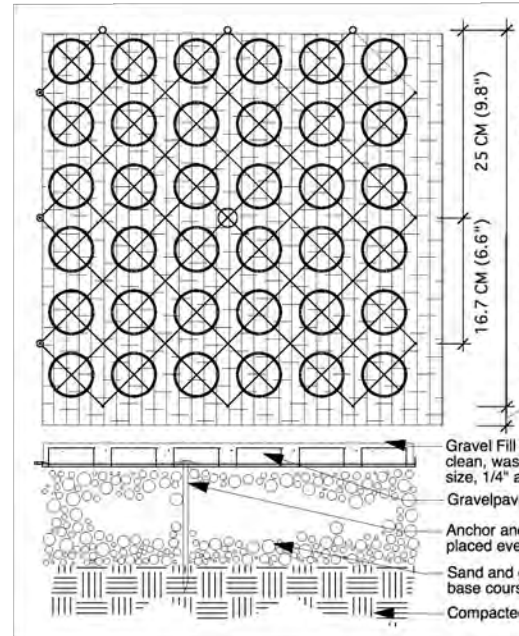 25 CM (9.8")
16.7 CM (6.6")
Gravel Fill
clean, was
size, 1/4" a
Gravelpav
Anchor and
placed eve
Sand and
base cours
Compacte